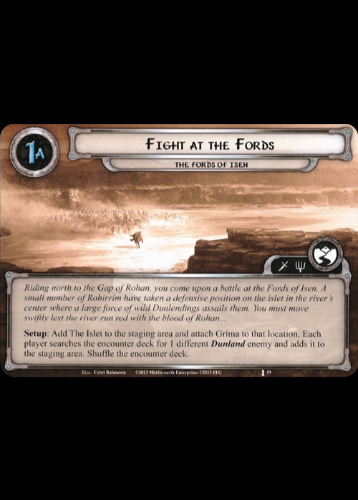 1A
FIGHT AT THE FORDS
THE FORDS OF ISEN
Riding north to the Gap of Rohan, you come upon a battle at the Fords of Isen. A
small number of Rohirrim have taken a defensive position on the islet in the river's
center where a large force of wild Dunlendings assails them. You must move
swiftly lest the river run red with the blood of Rohan...
Setup: Add The Islet to the staging area and attach Grima to that location. Each
player searches the encounter deck for 1 different Dunland enemy and adds it to
the staging area. Shuffle the encounter deck.
Illus. Cristi Balanescu ©2013 Middle-earth Enterprises ©2013 FFG